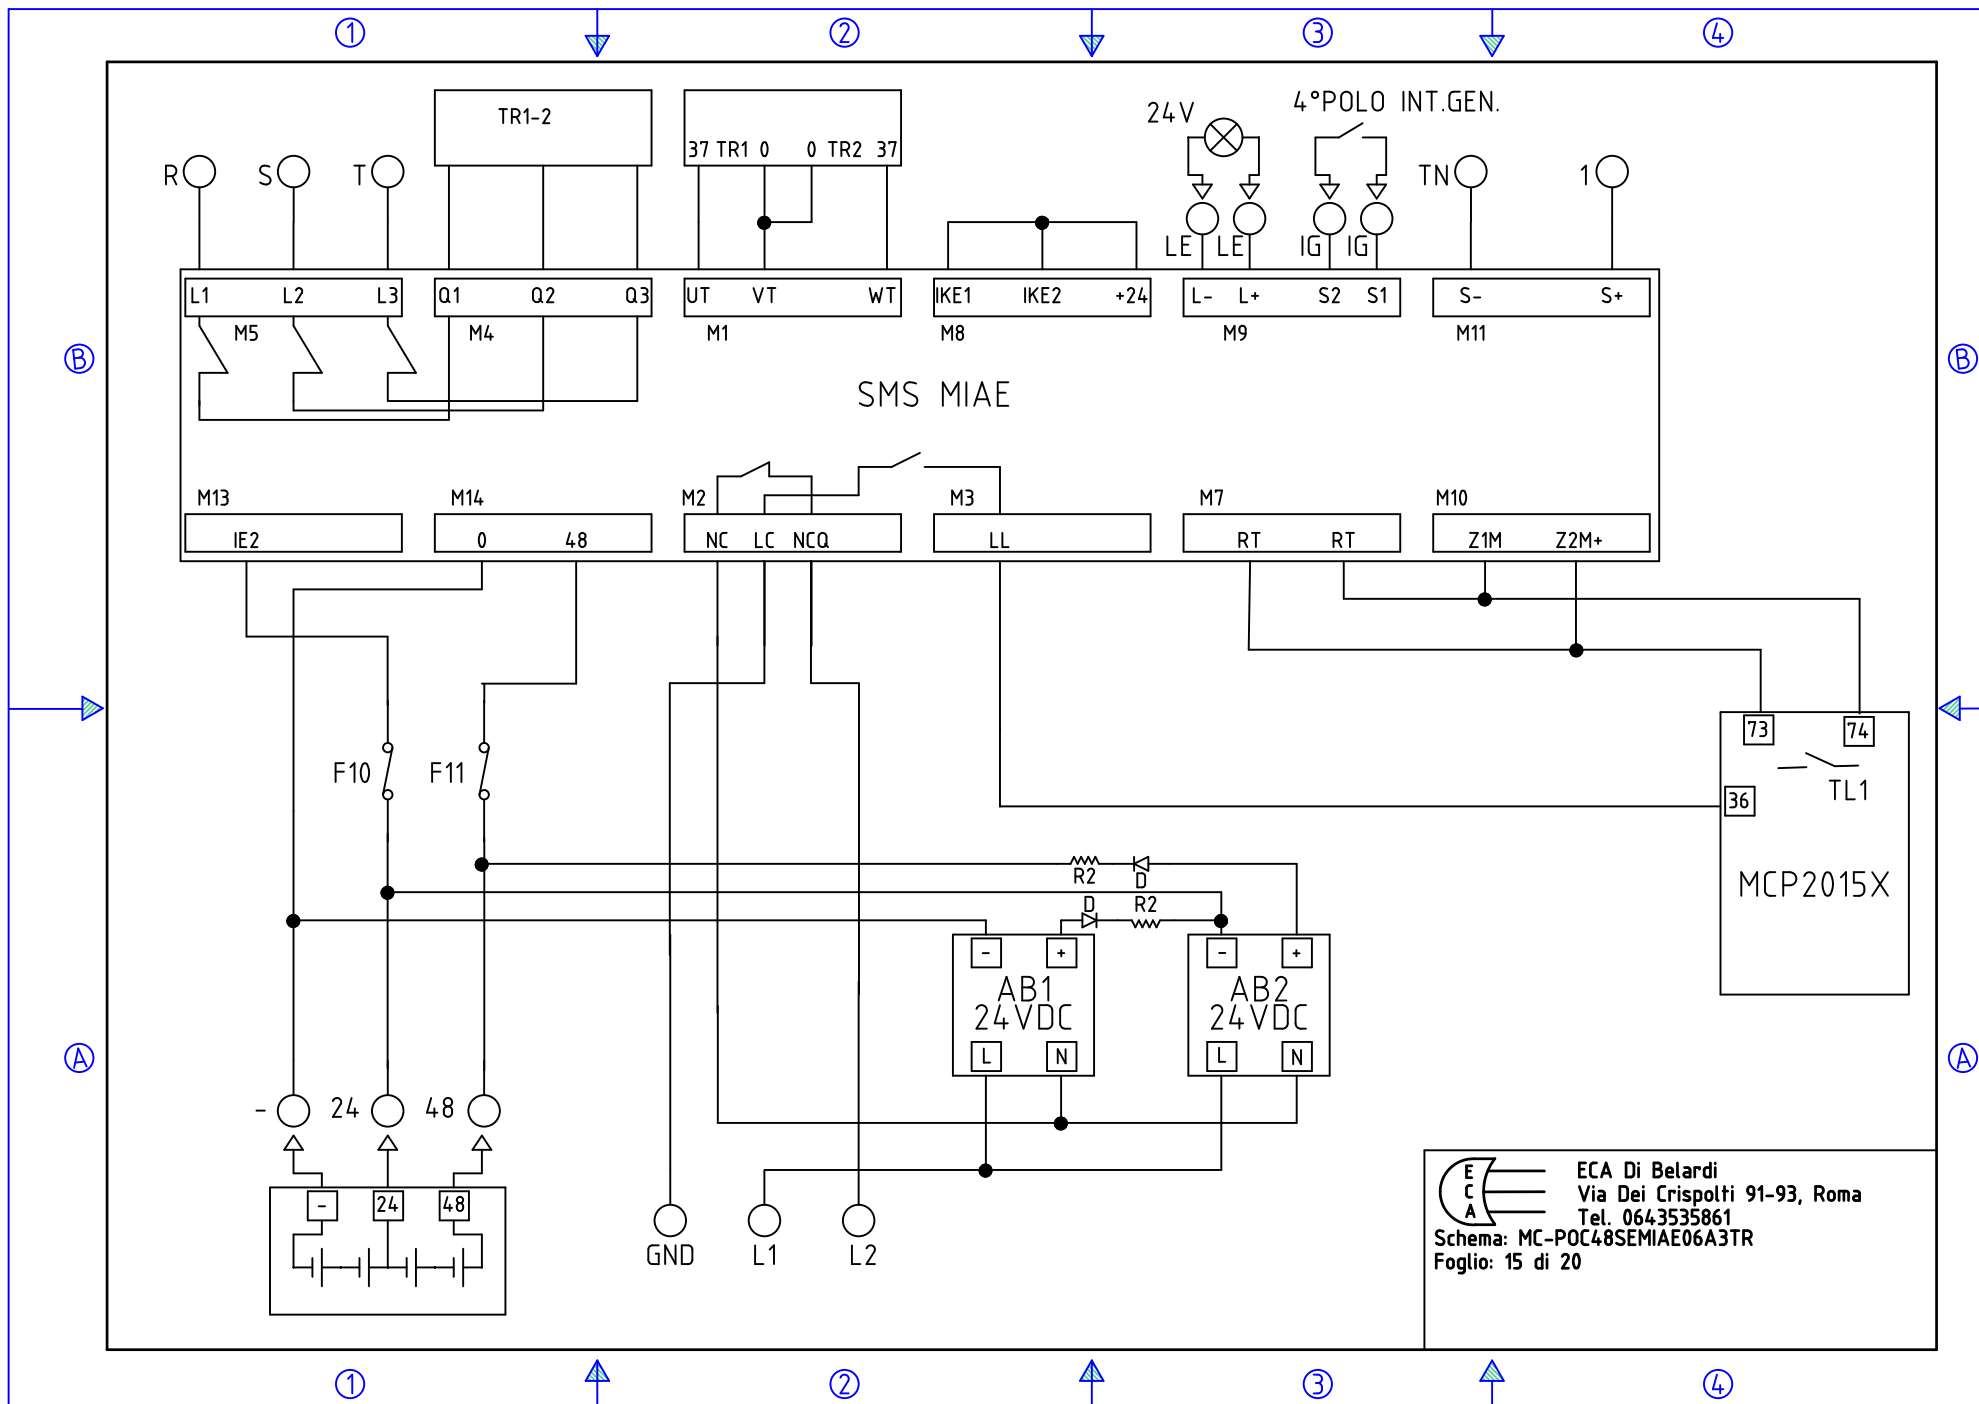 1 2 3 4
TR1-2
37 TR1 0 0 TR2 37
24V
4°POLO INT.GEN.
R S T
TN 1
LE LE IG IG
L1 L2 L3 Q1 Q2 Q3 UT VT WT IKE1 IKE2 +24 L- L+ S2 S1 S- S+
M5 M4 M1 M8 M9 M11
B B
SMS MIAE
M13 M14 M2 M3 M7 M10
IE2 0 48 NC LC NCQ LL RT RT Z1M Z2M+
73 74
F10 F11
TL1
36
R2 D
MCP2015X
D R2
- + - +
AB1 AB2
24VDC 24VDC
L N L N
A A
- 24 48
- 24 48
GND L1 L2
E
C
A
ECA Di Belardi
Via Dei Crispolti 91-93, Roma
Tel. 0643535861
Schema: MC-POC48SEMIAE06A3TR
Foglio: 15 di 20
1 2 3 4